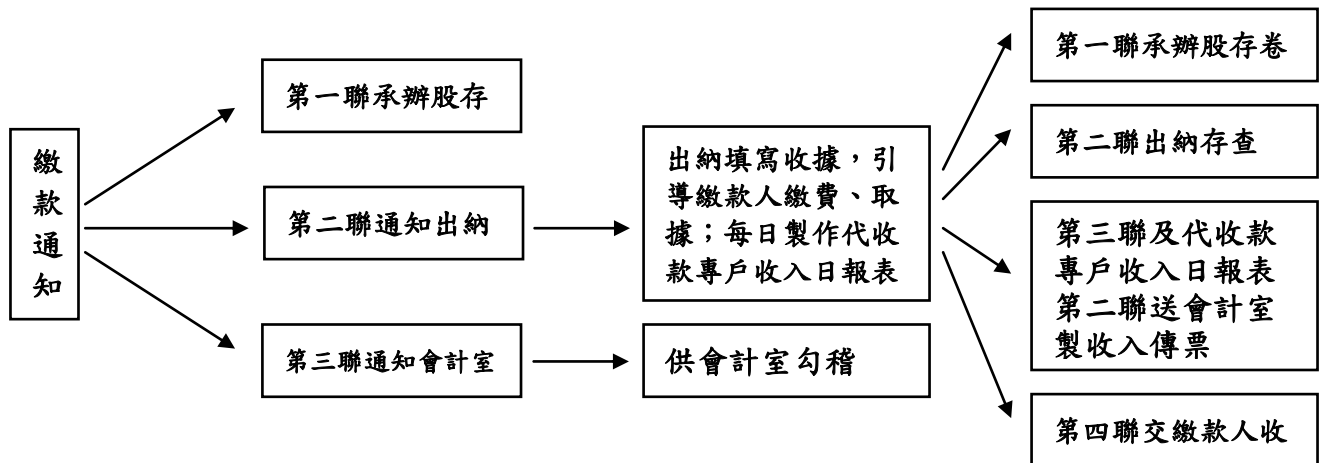 繳
款
通
知
第一聯承辦股存
第二聯通知出納
第三聯通知會計室
出納填寫收據，引
導繳款人繳費、取
據；每日製作代收
款專戶收入日報表
供會計室勾稽
第一聯承辦股存卷
第二聯出納存查
第三聯及代收款
專戶收入日報表
第二聯送會計室
製收入傳票
第四聯交繳款人收